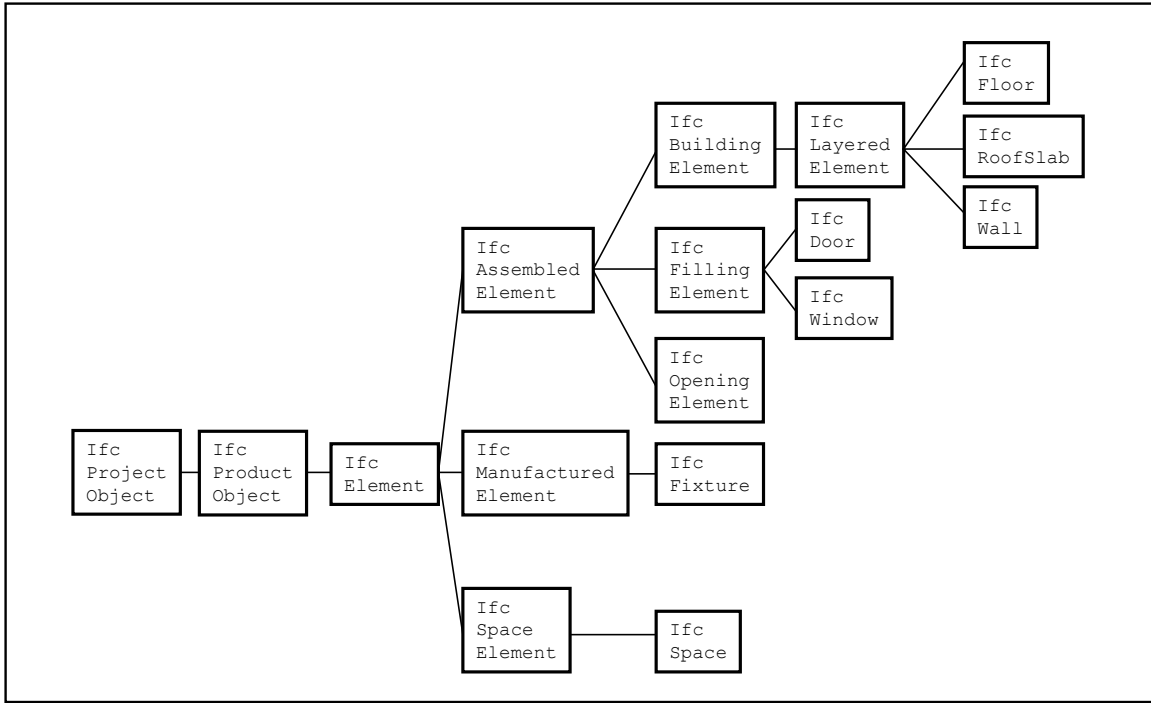 Ifc
Floor
Ifc
Building
Element
Ifc
Layered
Element
Ifc
RoofSlab
Ifc
Wall
Ifc
Door
Ifc
Assembled
Element
Ifc
Filling
Element
Ifc
Window
Ifc
Opening
Element
Ifc
Project
Object
Ifc
Product
Object
Ifc
Element
Ifc
Manufactured
Element
Ifc
Fixture
Ifc
Space
Element
Ifc
Space